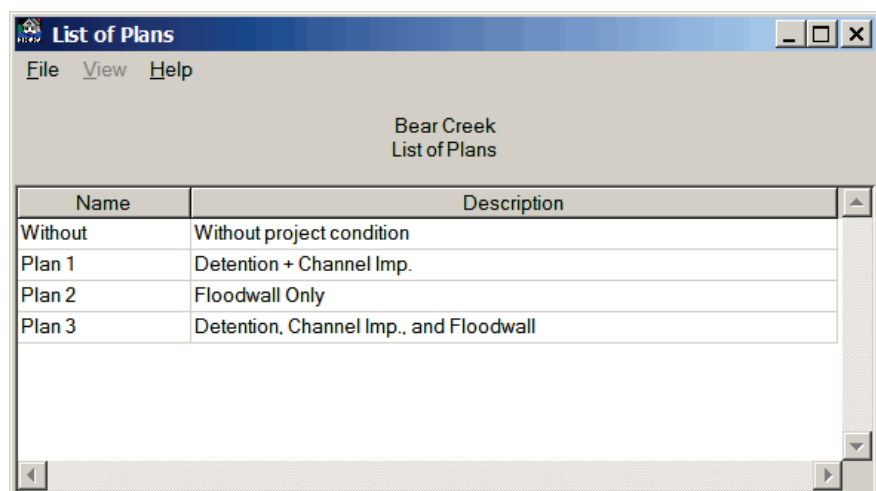 List of Plans
File View Help
Bear Creek
List of Plans
Name Description
Without Without project condition
Plan 1 Detention + Channel Imp.
Plan 2 Floodwall Only
Plan 3 Detention, Channel Imp., and Floodwall